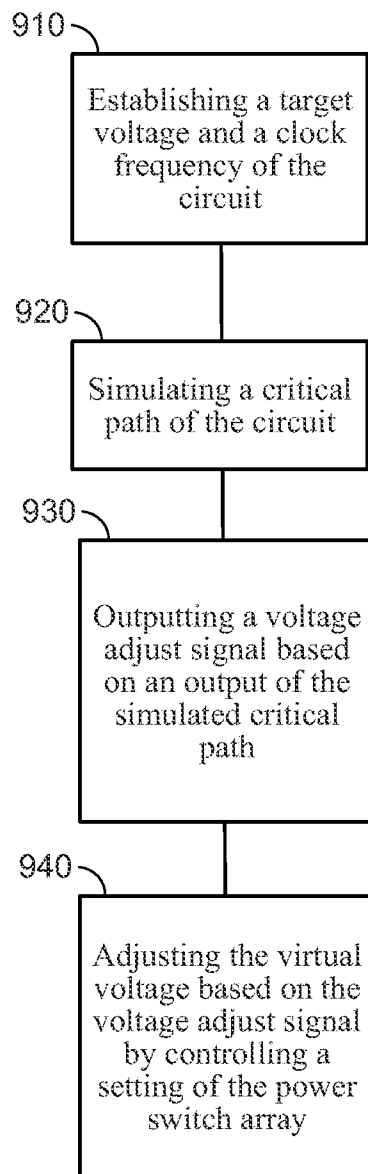 910
Establishing a target
voltage and a clock
frequency of the
circuit
920
Simulating a critical
path of the circuit
930
Outputting a voltage
adjust signal based
on an output of the
simulated critical
path
940
Adjusting the virtual
voltage based on the
voltage adjust signal
by controlling a
setting of the power
switch array